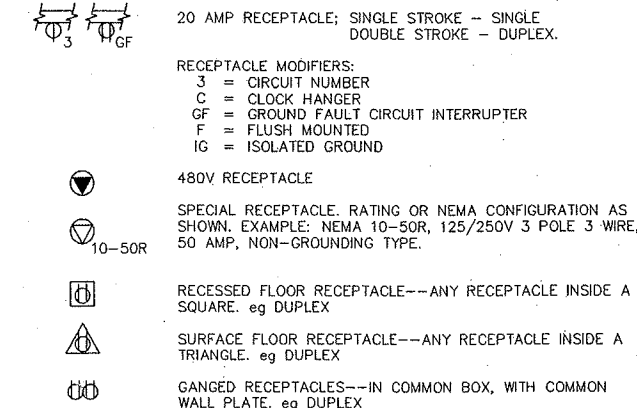 3 GF 20 AMP RECEPTACLE; SINGLE STROKE - SINGLE
DOUBLE STROKE - DUPLEX.
RECEPTACLE MODIFIERS:
3 = CIRCUIT NUMBER
C = CLOCK HANGER
GF = GROUND FAULT CIRCUIT INTERRUPTER
F = FLUSH MOUNTED
IG = ISOLATED GROUND
480V RECEPTACLE
SPECIAL RECEPTACLE. RATING OR NEMA CONFIGURATION AS
SHOWN. EXAMPLE: NEMA 10-50R, 125/250V 3 POLE 3 WIRE,
10-50R 50 AMP, NON-GROUNDING TYPE.
RECESSED FLOOR RECEPTACLE--ANY RECEPTACLE INSIDE A
SQUARE. eg DUPLEX
SURFACE FLOOR RECEPTACLE--ANY RECEPTACLE INSIDE A
TRIANGLE. eg DUPLEX
GANGED RECEPTACLES--IN COMMON BOX, WITH COMMON
WALL PLATE. eg DUPLEX